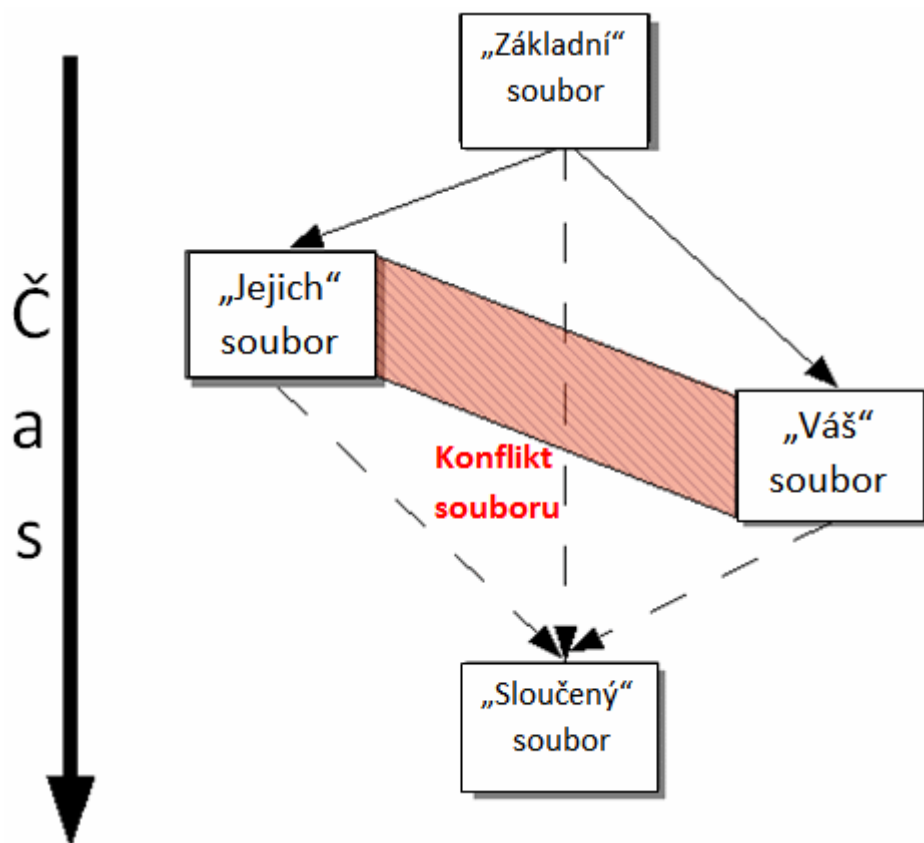 „Základní“
soubor
„Jejich“
soubor
Č
a
s
„Váš“
soubor
Konflikt
souboru
„Sloučený“
soubor